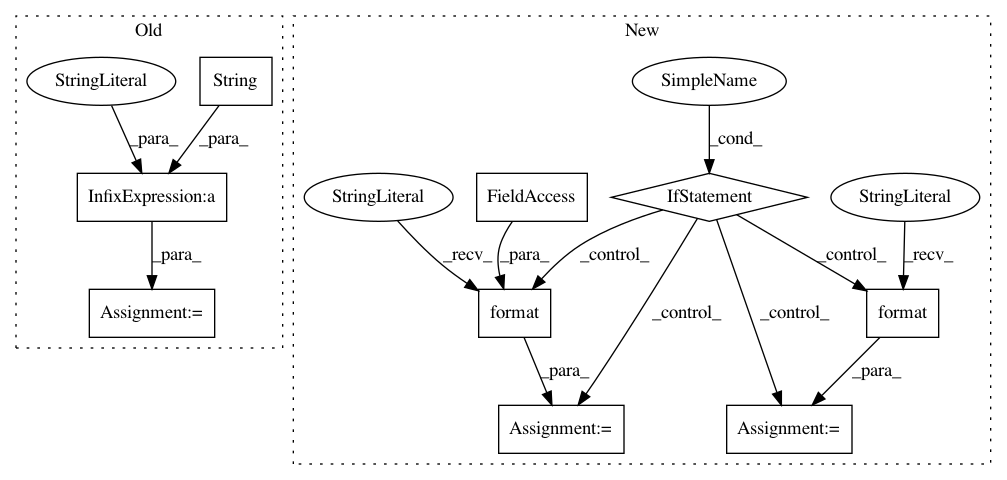 Old
New
StringLiteral
String
SimpleName
_para_
_para_
_cond_
InfixExpression:a
StringLiteral
FieldAccess
IfStatement
StringLiteral
_para_
_recv_
_para_
_control_
_control_
_recv_
Assignment:=
format
_control_
_control_
format
_para_
_para_
Assignment:=
Assignment:=